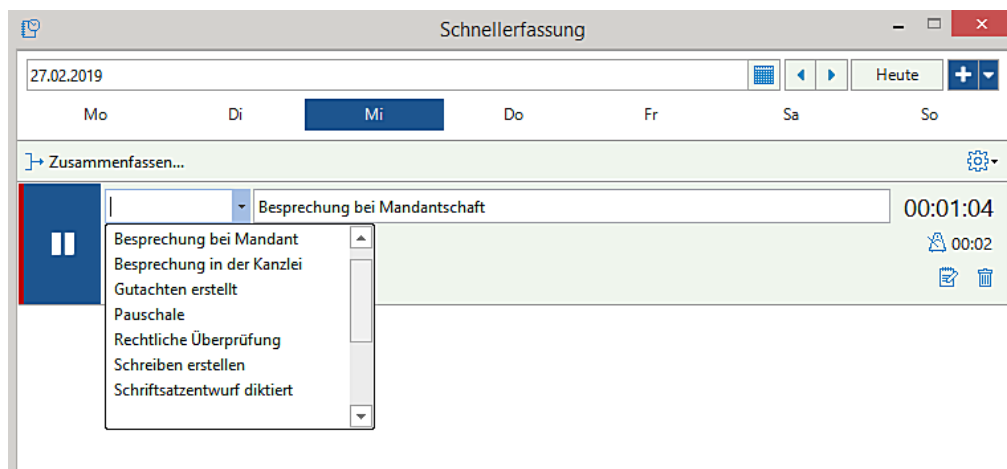 Schnellerfassung
27.02.2019
Heute
Mo Di Mi Do Fr Sa So
Zusammenfassen...
Besprechung bei Mandantschaft
00:01:04
00:02
Besprechung bei Mandant
Besprechung in der Kanzlei
Gutachten erstellt
Pauschale
Rechtliche Überprüfung
Schreiben erstellen
Schriftsatzentwurf diktiert